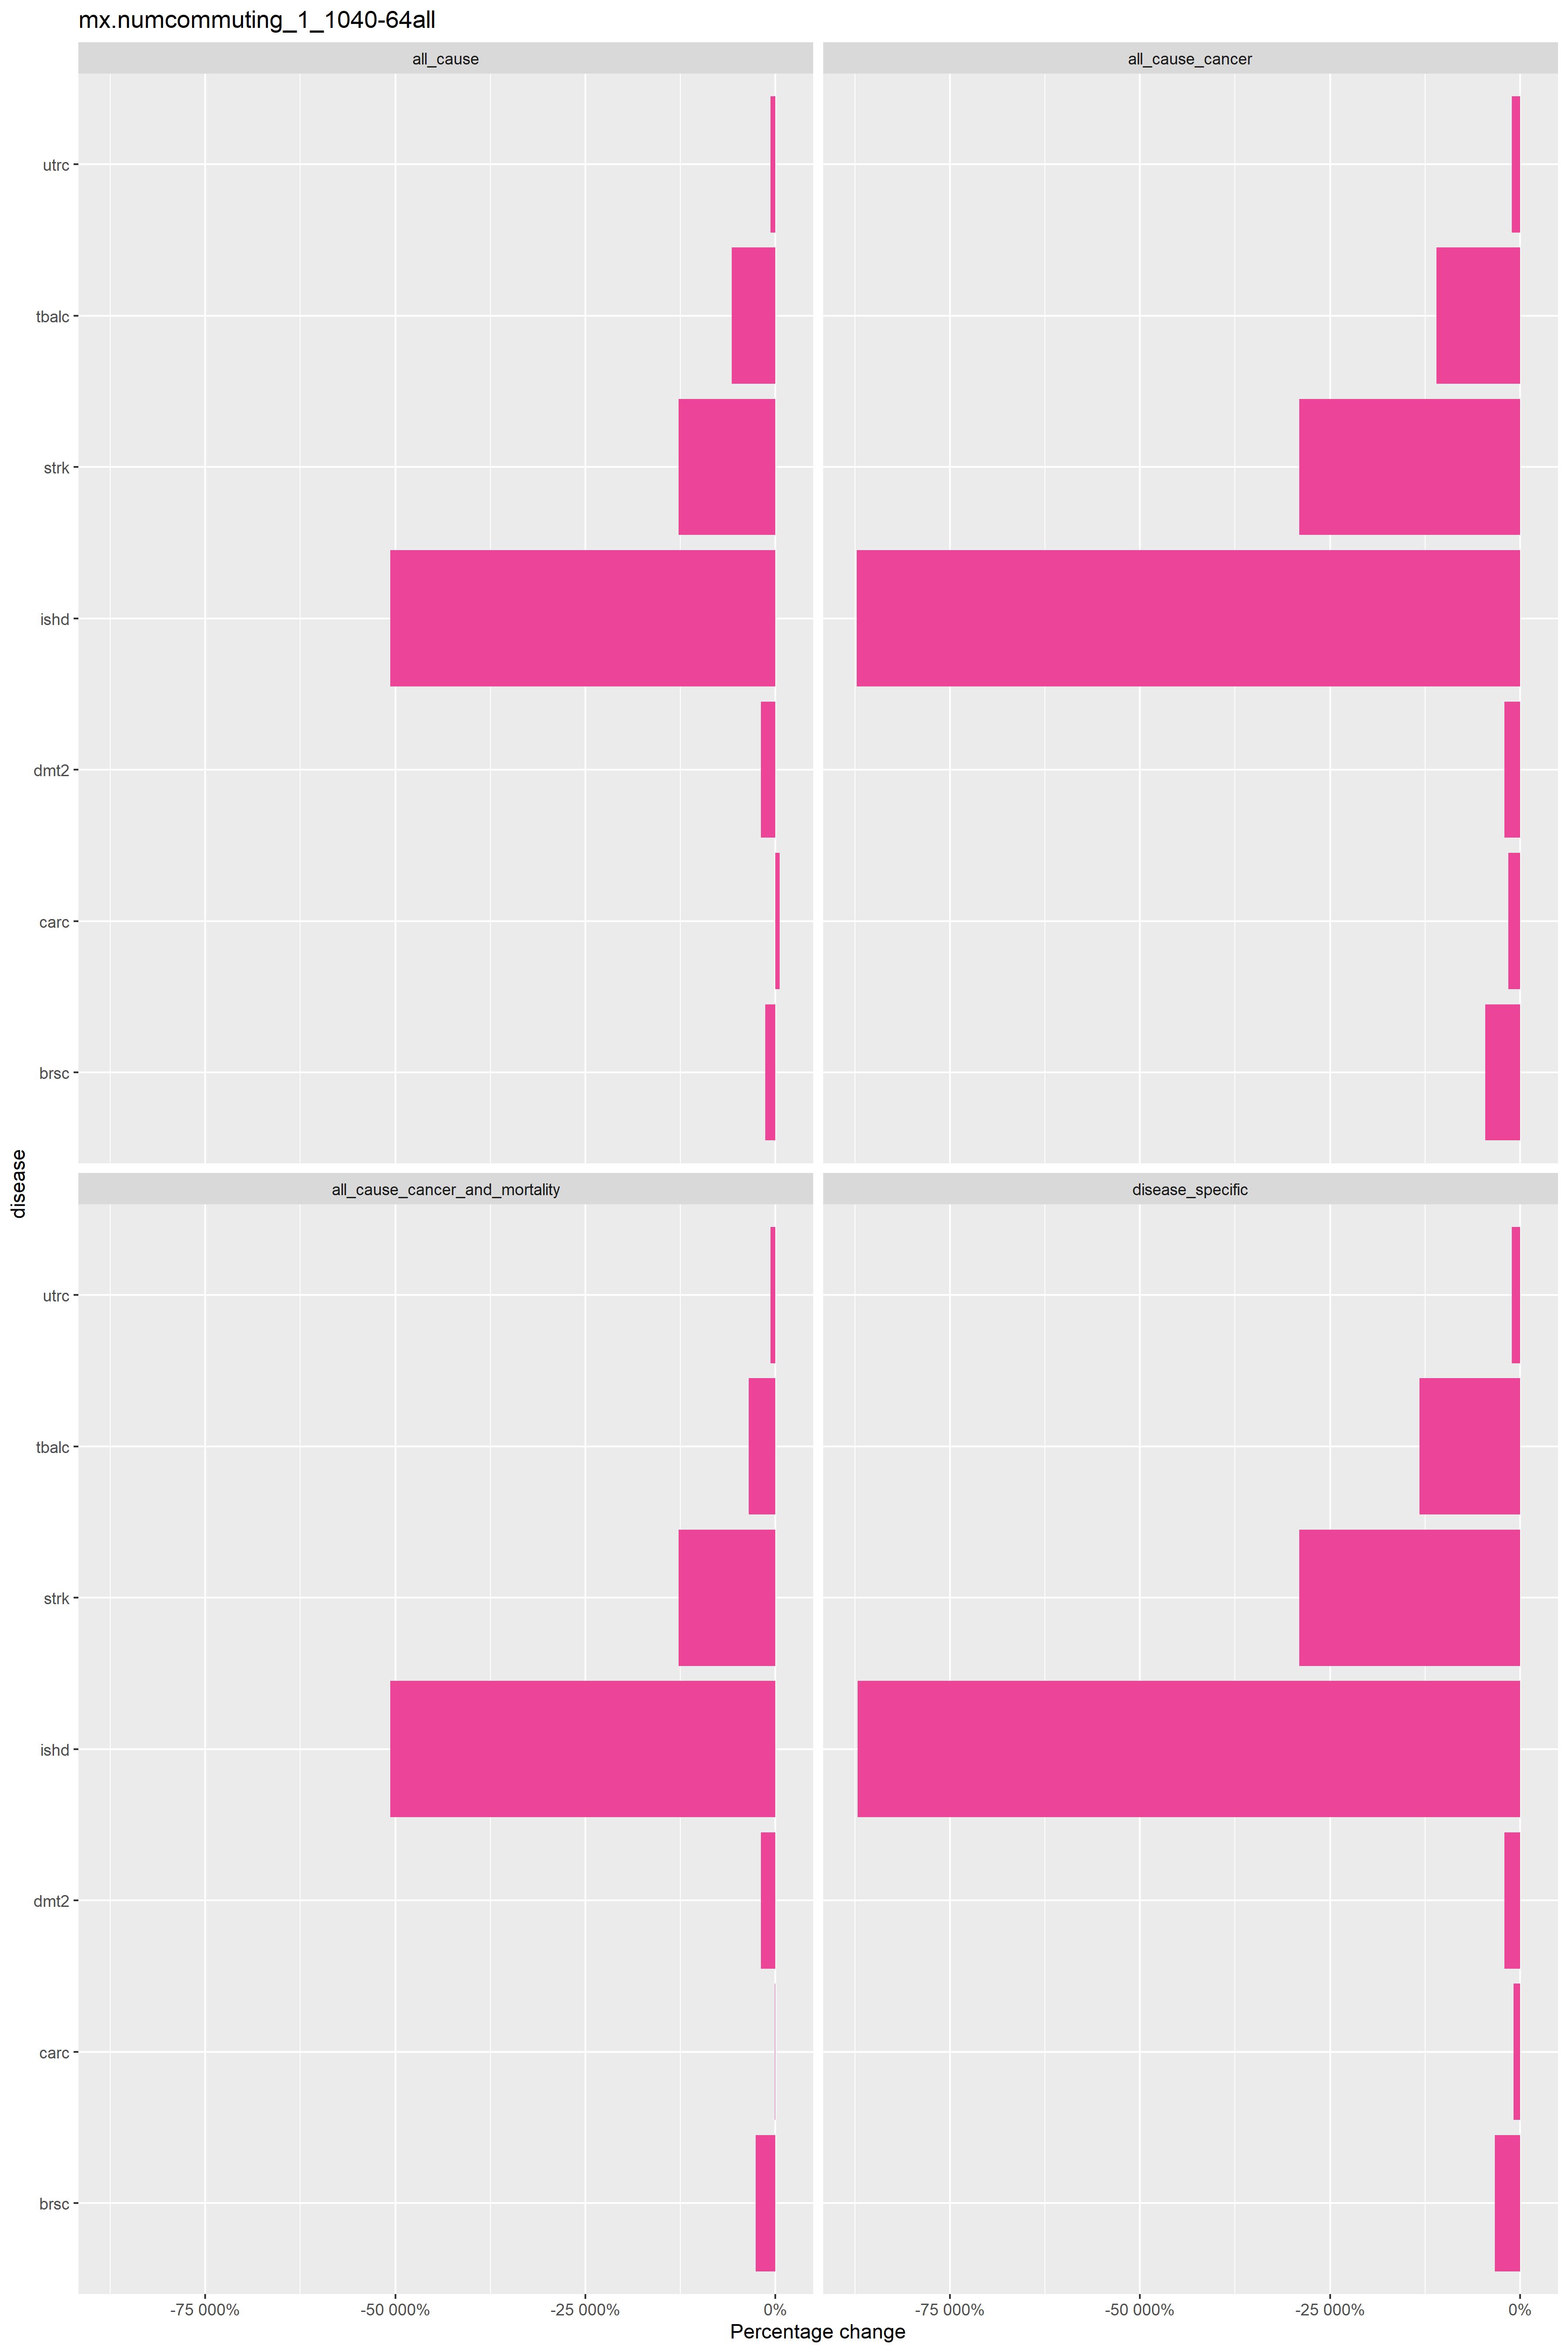 mx.numcommuting_1_1040-64all
all_cause
all_cause_cancer
utrc
tbalc
strk
ishd
dmt2
carc
brsc
disease
all_cause_cancer_and_mortality
disease_specific
utrc
tbalc
strk
ishd
dmt2
carc
brsc
-75 000%
-50 000%
-25 000%
0%
-75 000%
-50 000%
-25 000%
0%
Percentage change